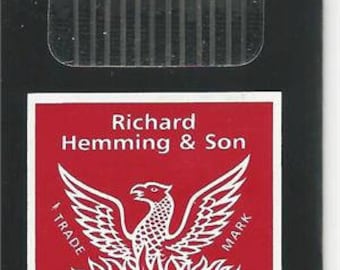 Richard
Hemming & Son
TRADE
MARK